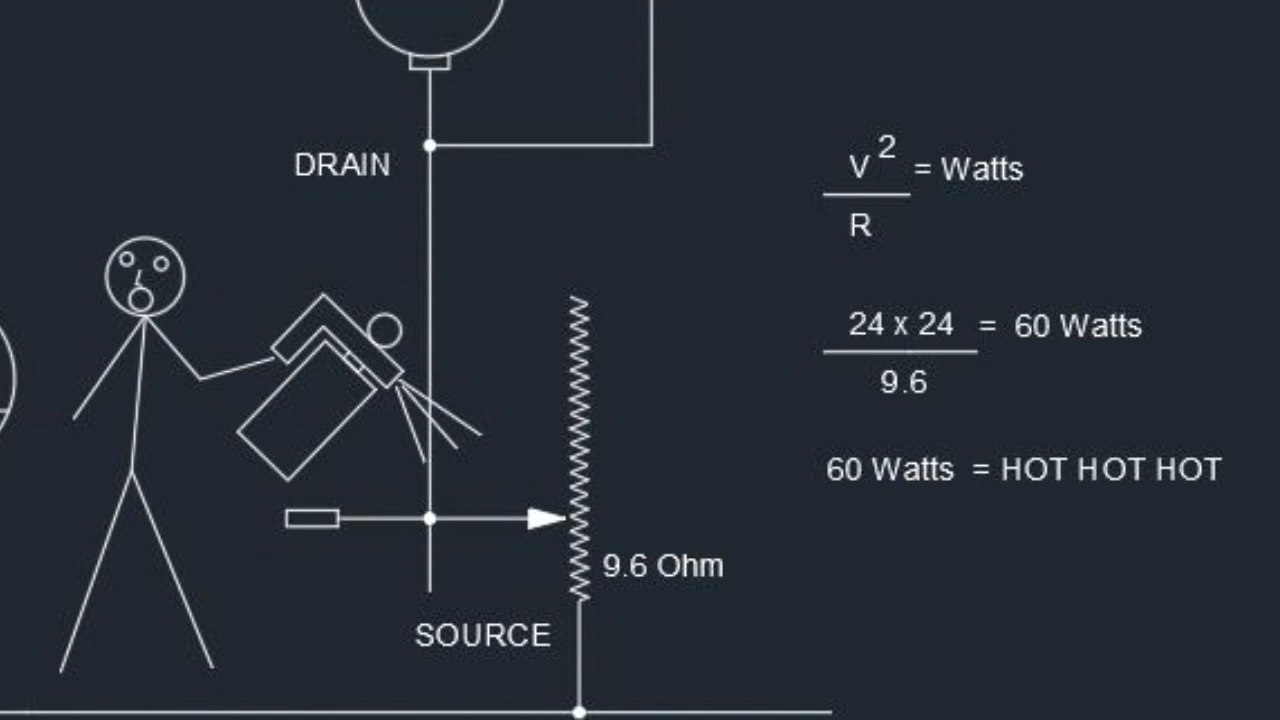 DRAIN
V 2 = Watts
R
24 x 24 = 60 Watts
9.6
60 Watts = HOT HOT HOT
9.6 Ohm
SOURCE